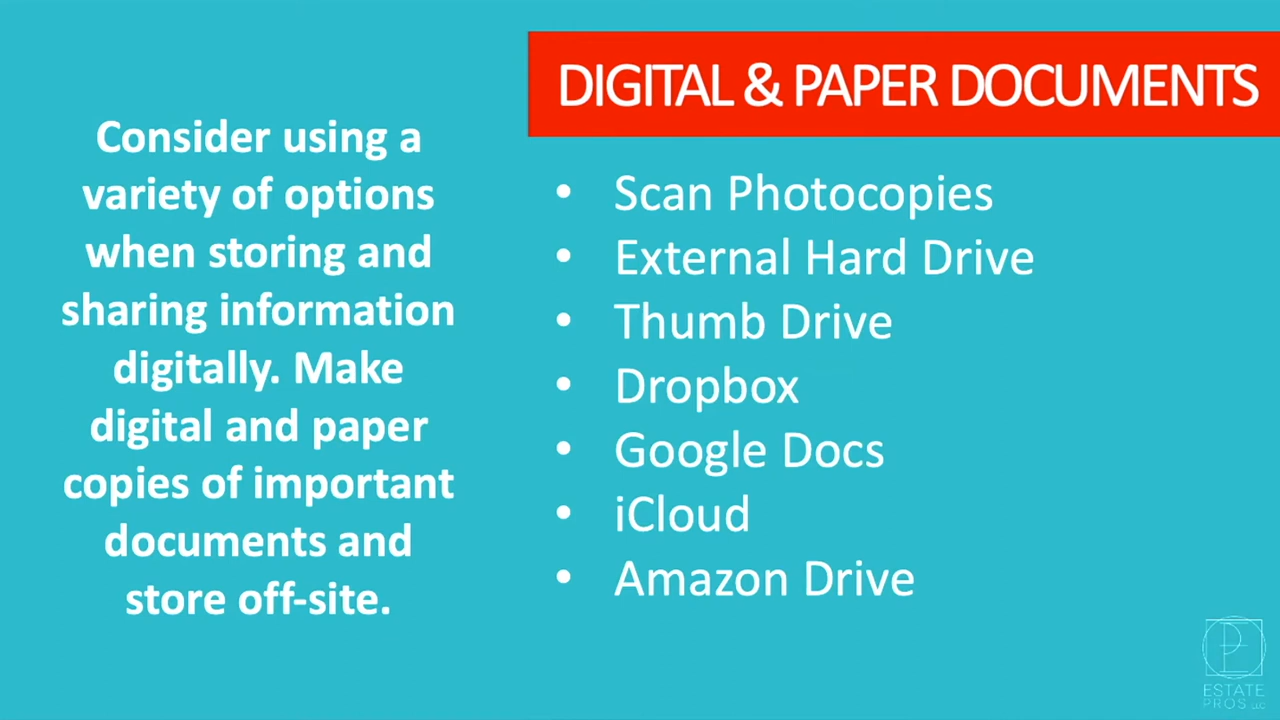 DIGITAL & PAPER DOCUMENTS
Consider using a
variety of options
when storing and
sharing information
digitally. Make
digital and paper
copies of important
documents and
store off-site.
• Scan Photocopies
• External Hard Drive
• Thumb Drive
• Dropbox
• Google Docs
• iCloud
• Amazon Drive
ESTATE
PROS LLC